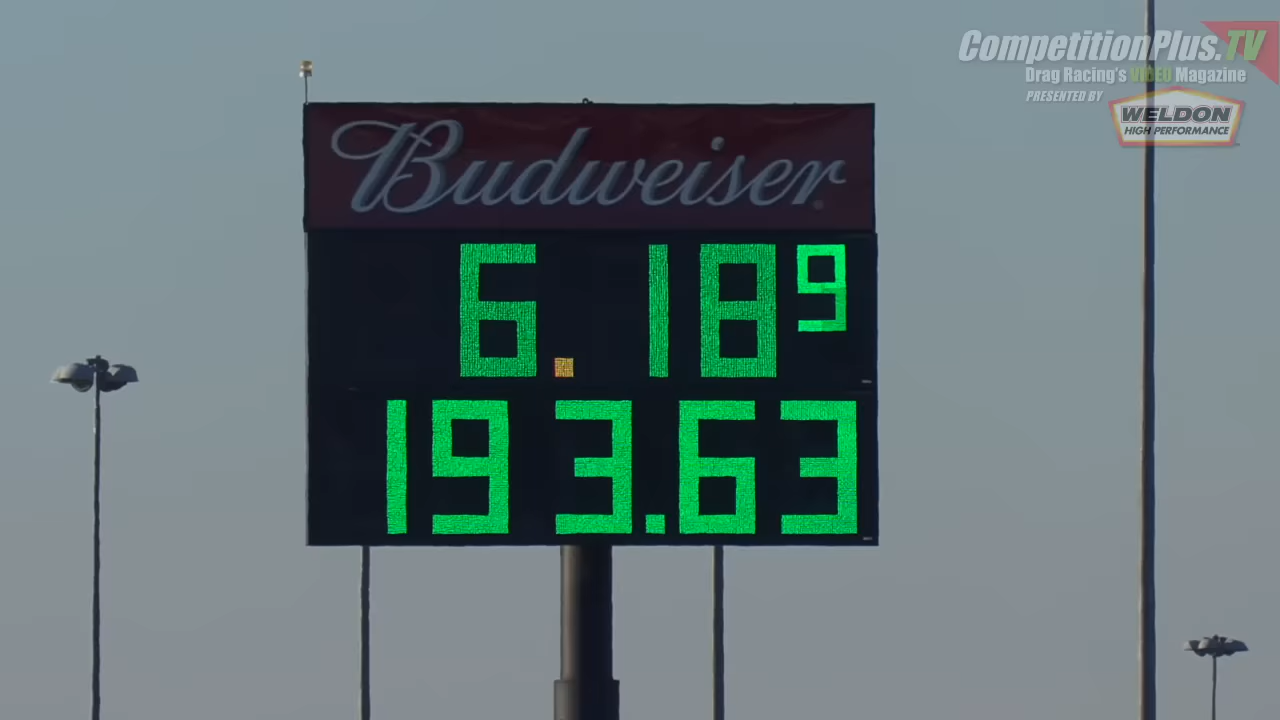 CompetitionPlus.TV
Drag Racing's VIDEO Magazine
PRESENTED BY
WELDON
HIGH PERFORMANCE
Budweiser
6.189
193.63